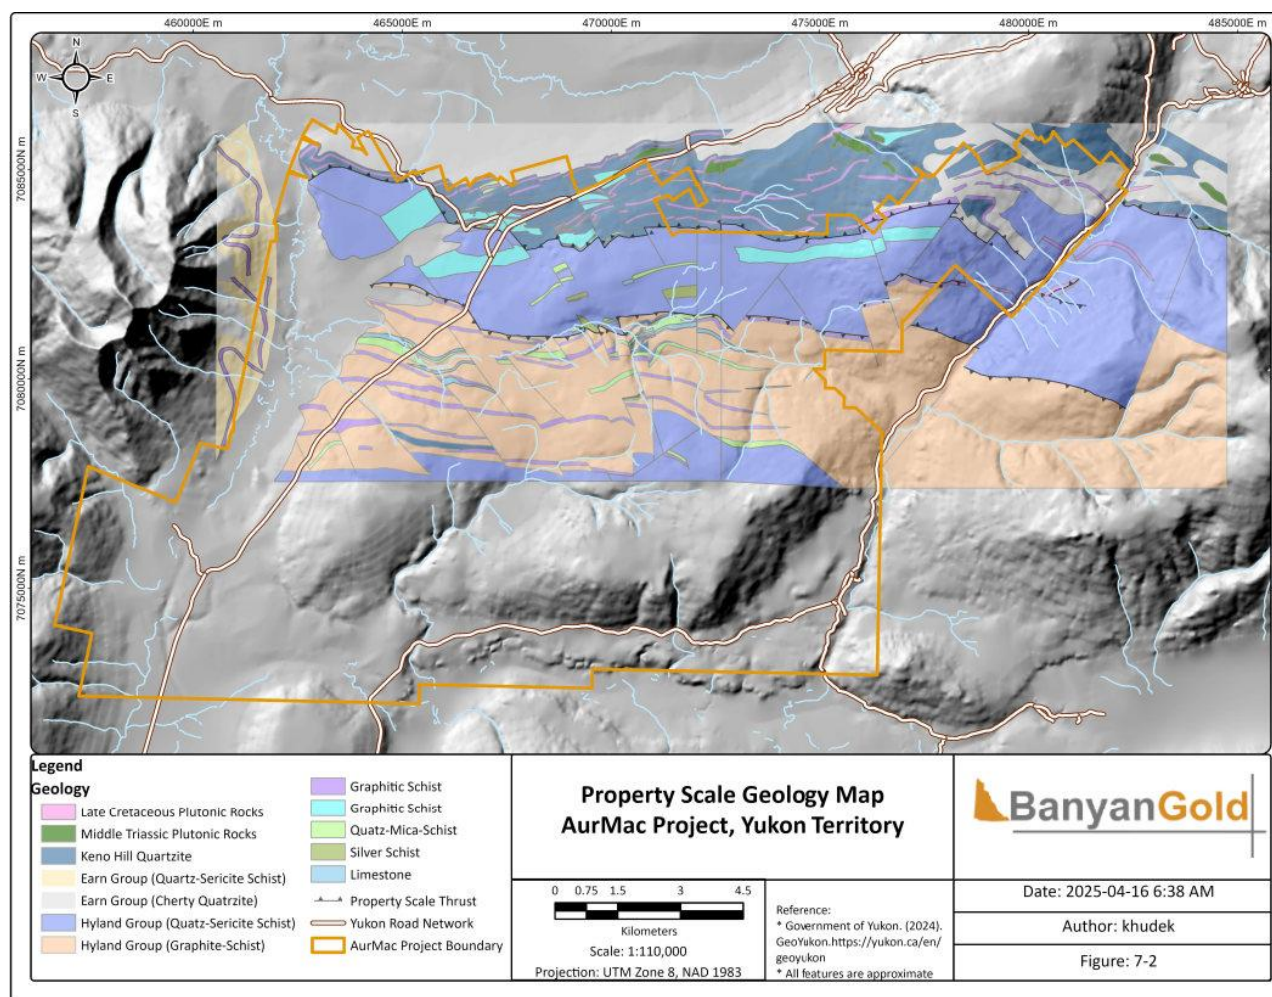 460000E m
465000E m
470000E m
475000E m
480000E m
485000E m
N
W E
S
7085000N m
7080000N m
7075000N m
Legend
Geology
Late Cretaceous Plutonic Rocks
Middle Triassic Plutonic Rocks
Keno Hill Quartzite
Earn Group (Quartz-Sericite Schist)
Earn Group (Cherty Quatrzite)
Hyland Group (Quatz-Sericite Schist)
Hyland Group (Graphite-Schist)
Graphitic Schist
Graphitic Schist
Quatz-Mica-Schist
Silver Schist
Limestone
Property Scale Thrust
Yukon Road Network
AurMac Project Boundary
Property Scale Geology Map
AurMac Project, Yukon Territory
0 0.75 1.5 3 4.5
Kilometers
Scale: 1:110,000
Projection: UTM Zone 8, NAD 1983
Reference:
* Government of Yukon. (2024).
GeoYukon.https://yukon.ca/en/
geoyukon
* All features are approximate
BanyanGold
Date: 2025-04-16 6:38 AM
Author: khudek
Figure: 7-2